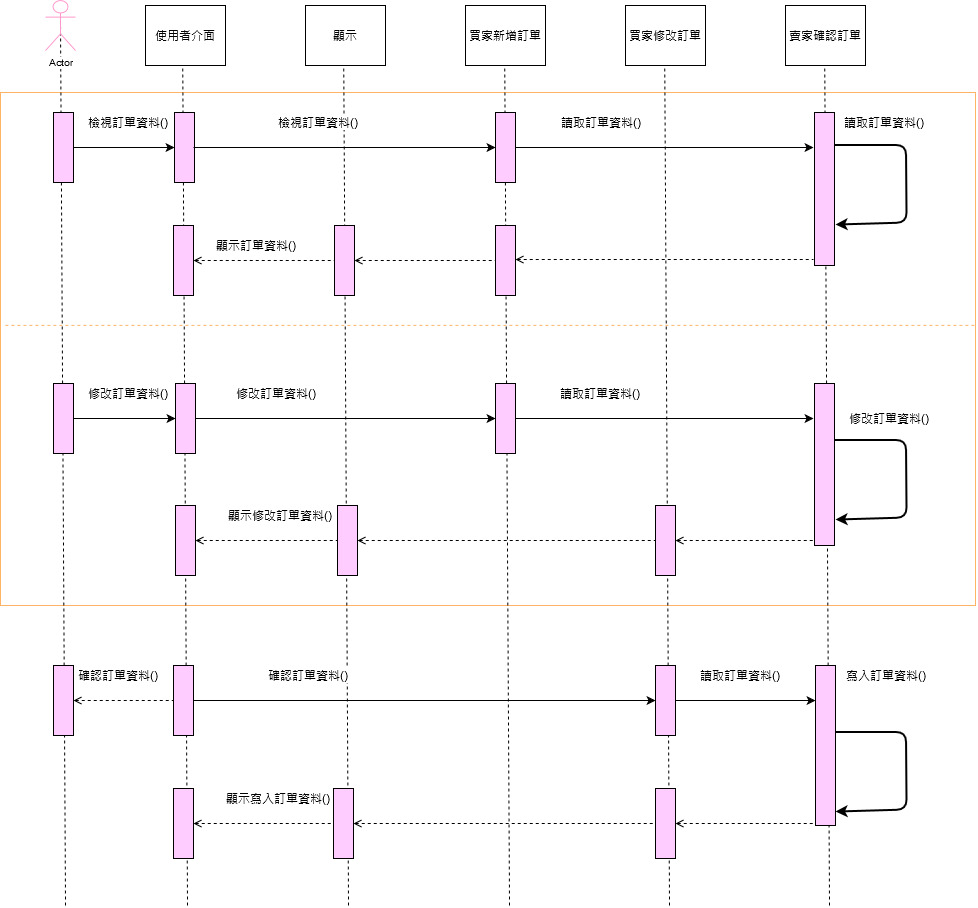 Actor
使用者介面
顯示
買家新增訂單
買家修改訂單
賣家確認訂單
檢視訂單資料()
檢視訂單資料()
讀取訂單資料()
讀取訂單資料()
顯示訂單資料()
修改訂單資料()
修改訂單資料()
讀取訂單資料()
修改訂單資料()
顯示修改訂單資料()
確認訂單資料()
確認訂單資料()
讀取訂單資料()
寫入訂單資料()
顯示寫入訂單資料()